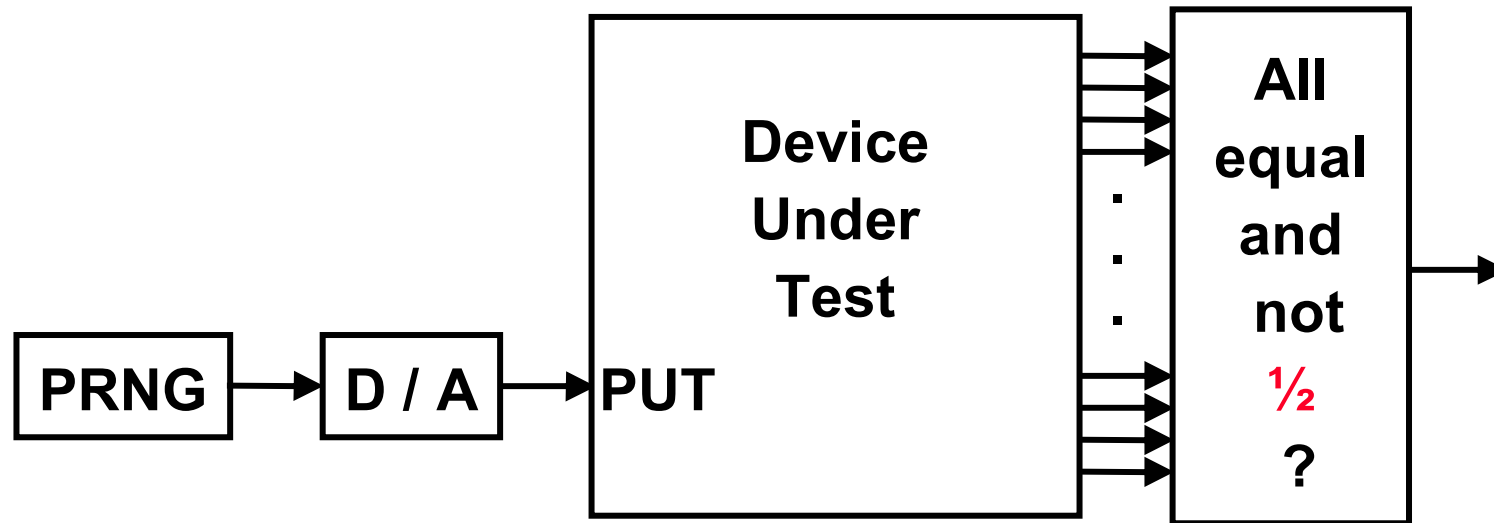 PRNG
D / A
PUT
Device
Under
Test
All
equal
and
not
½
?